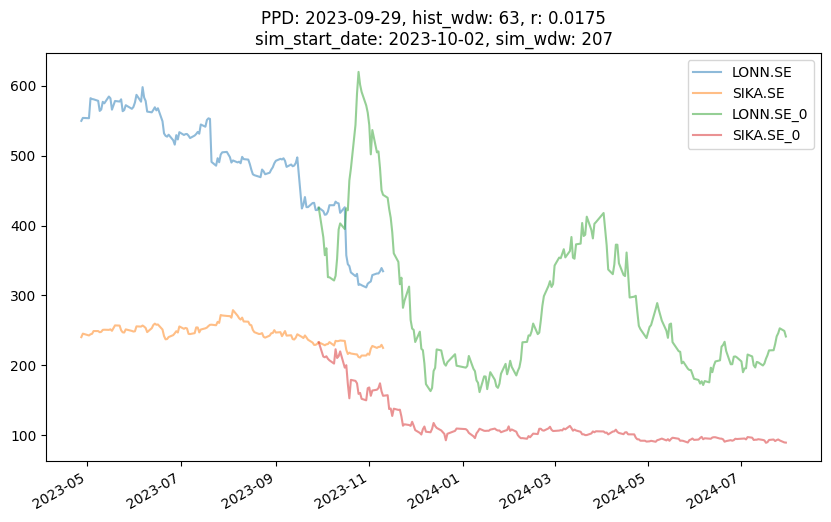 PPD: 2023-09-29, hist_wdw: 63, r: 0.0175
sim_start_date: 2023-10-02, sim_wdw: 207
LONN.SE
SIKA.SE
LONN.SE_0
SIKA.SE_0
600
500
400
300
200
100
2023-05
2023-07
2023-09
2023-11
2024-01
2024-03
2024-05
2024-07